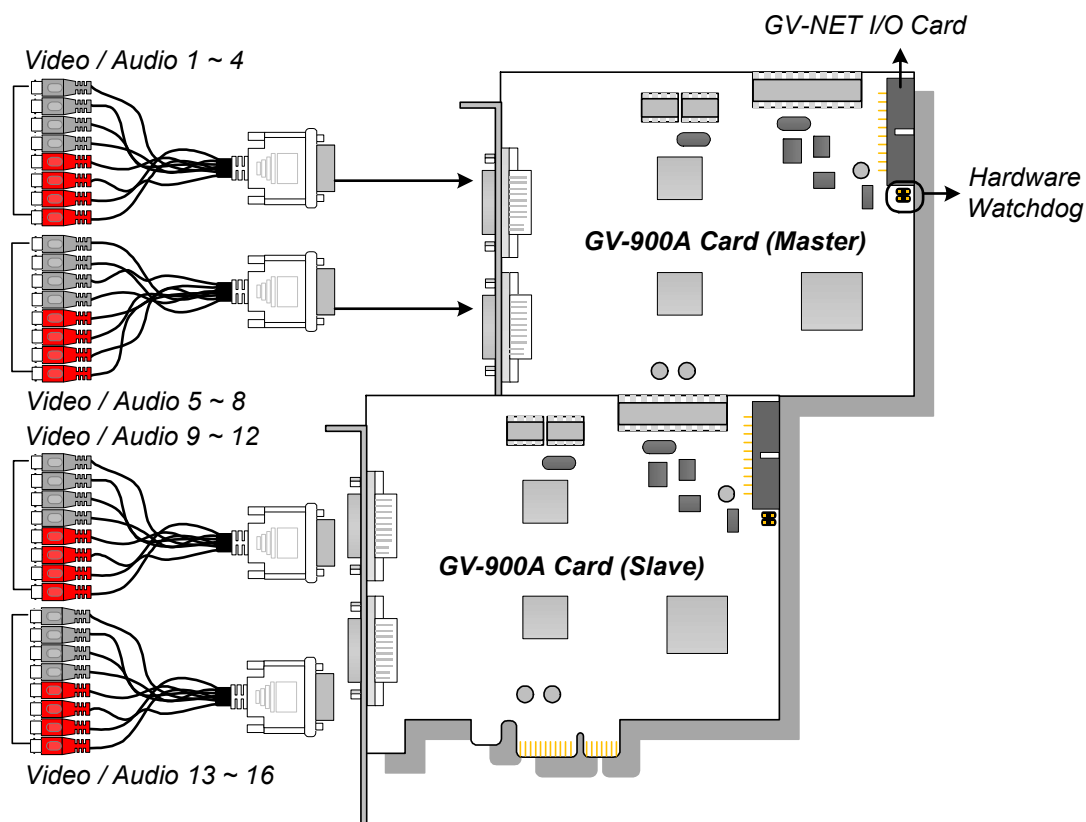 GV-NET I/O Card
Video / Audio 1 ~ 4
Hardware
Watchdog
GV-900A Card (Master)
Video / Audio 5 ~ 8
Video / Audio 9 ~ 12
GV-900A Card (Slave)
Video / Audio 13 ~ 16